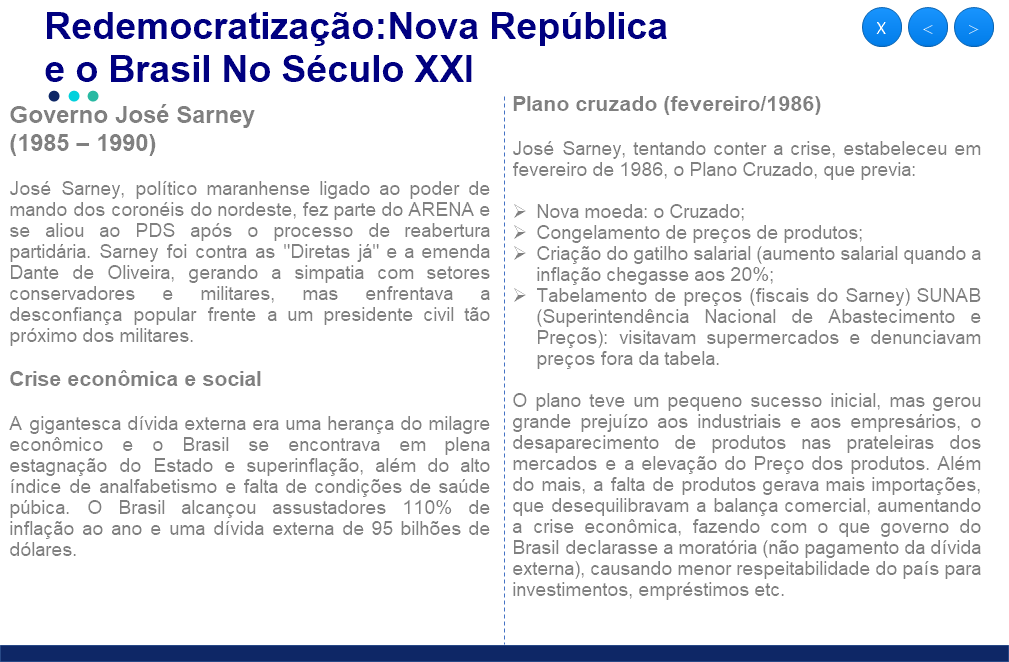 Redemocratização:Nova República
e o Brasil No Século XXI
X < >
Governo José Sarney
(1985 – 1990)
José Sarney, político maranhense ligado ao poder de
mando dos coronéis do nordeste, fez parte do ARENA e
se aliou ao PDS após o processo de reabertura
partidária. Sarney foi contra as "Diretas já" e a emenda
Dante de Oliveira, gerando a simpatia com setores
conservadores e militares, mas enfrentava a
desconfiança popular frente a um presidente civil tão
próximo dos militares.
Crise econômica e social
A gigantesca dívida externa era uma herança do milagre
econômico e o Brasil se encontrava em plena
estagnação do Estado e superinflação, além do alto
índice de analfabetismo e falta de condições de saúde
púbica. O Brasil alcançou assustadores 110% de
inflação ao ano e uma dívida externa de 95 bilhões de
dólares.
Plano cruzado (fevereiro/1986)
José Sarney, tentando conter a crise, estabeleceu em
fevereiro de 1986, o Plano Cruzado, que previa:
➢ Nova moeda: o Cruzado;
➢ Congelamento de preços de produtos;
➢ Criação do gatilho salarial (aumento salarial quando a
inflação chegasse aos 20%;
➢ Tabelamento de preços (fiscais do Sarney) SUNAB
(Superintendência Nacional de Abastecimento e
Preços): visitavam supermercados e denunciavam
preços fora da tabela.
O plano teve um pequeno sucesso inicial, mas gerou
grande prejuízo aos industriais e aos empresários, o
desaparecimento de produtos nas prateleiras dos
mercados e a elevação do Preço dos produtos. Além
do mais, a falta de produtos gerava mais importações,
que desequilibravam a balança comercial, aumentando
a crise econômica, fazendo com o que governo do
Brasil declarasse a moratória (não pagamento da dívida
externa), causando menor respeitabilidade do país para
investimentos, empréstimos etc.